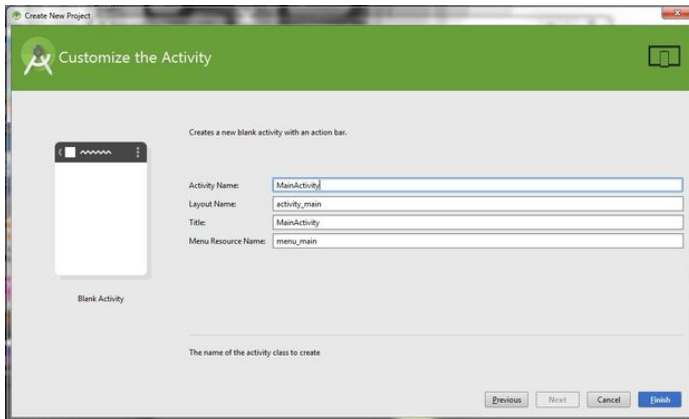 Create New Project
Customize the Activity
Creates a new blank activity with an action bar.
Activity Name: MainActivity
Layout Name: activity_main
Title: MainActivity
Menu Resource Name: menu_main
Blank Activity
The name of the activity class to create
Previous Next Cancel Finish